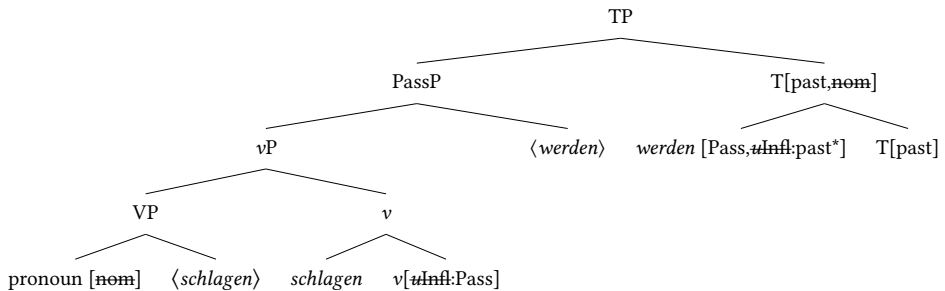 TP
PassP T[past,nom]
vP ⟨werden⟩ werden [Pass,uInfl:past*] T[past]
VP v
pronoun [nom] ⟨schlagen⟩ schlagen v[uInfl:Pass]